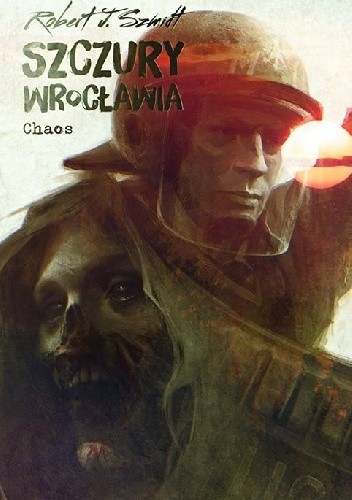 Robert J. Szmidt
SZCZURY
WROCŁAWIA
Chaos